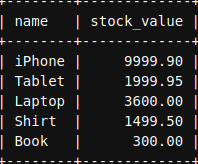 +--------+-------------+
| name   | stock_value |
+--------+-------------+
| iPhone |     9999.90 |
| Tablet |     1999.95 |
| Laptop |     3600.00 |
| Shirt  |     1499.50 |
| Book   |      300.00 |
+--------+-------------+